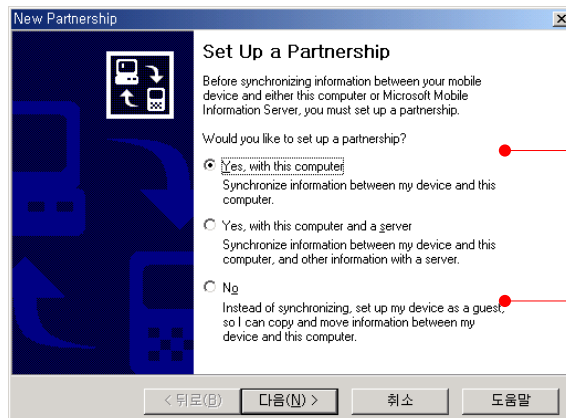 New Partnership
Set Up a Partnership
Before synchronizing information between your mobile
device and either this computer or Microsoft Mobile
Information Server, you must set up a partnership.
Would you like to set up a partnership?
Yes, with this computer
Synchronize information between my device and this
computer.
Yes, with this computer and a server
Synchronize information between my device and this
computer, and other information with a server.
No
Instead of synchronizing, set up my device as a guest,
so I can copy and move information between my
device and this computer.
< 뒤로(B) 다음(N) > 취소 도움말